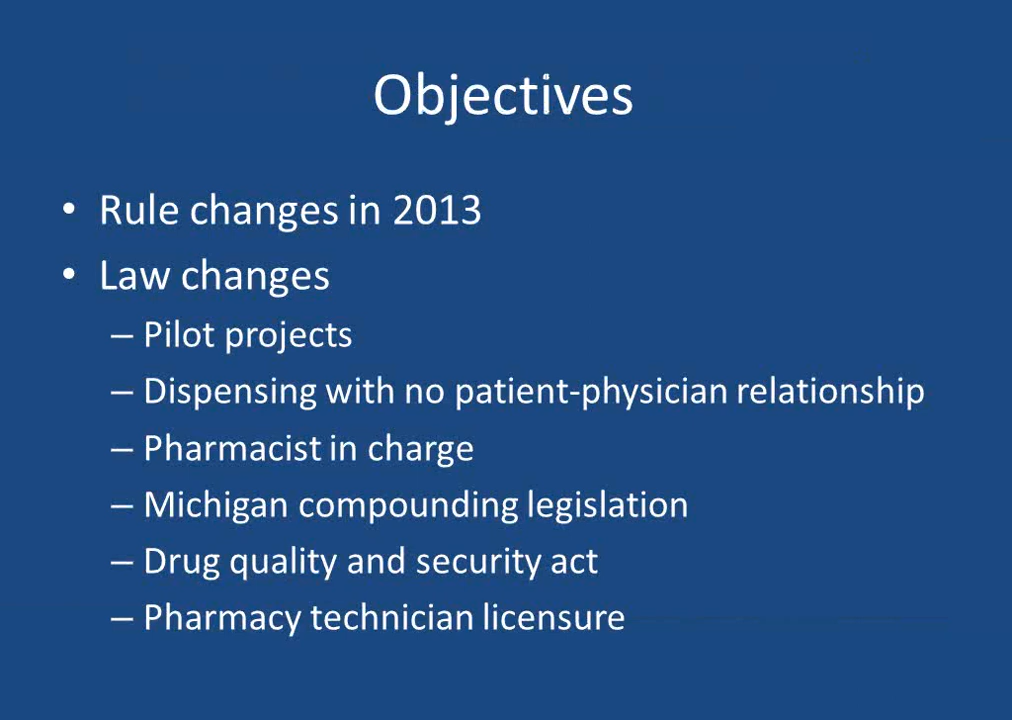 Objectives
• Rule changes in 2013
• Law changes
– Pilot projects
– Dispensing with no patient-physician relationship
– Pharmacist in charge
– Michigan compounding legislation
– Drug quality and security act
– Pharmacy technician licensure